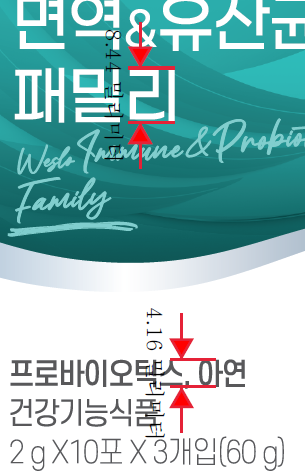 면역&유산균
패밀리
8.44 밀리미터
Weslo Immune & Probio
Family
4.16 밀리미터
프로바이오틱스, 아연
건강기능식품
2 g X10포 X 3개입(60 g)